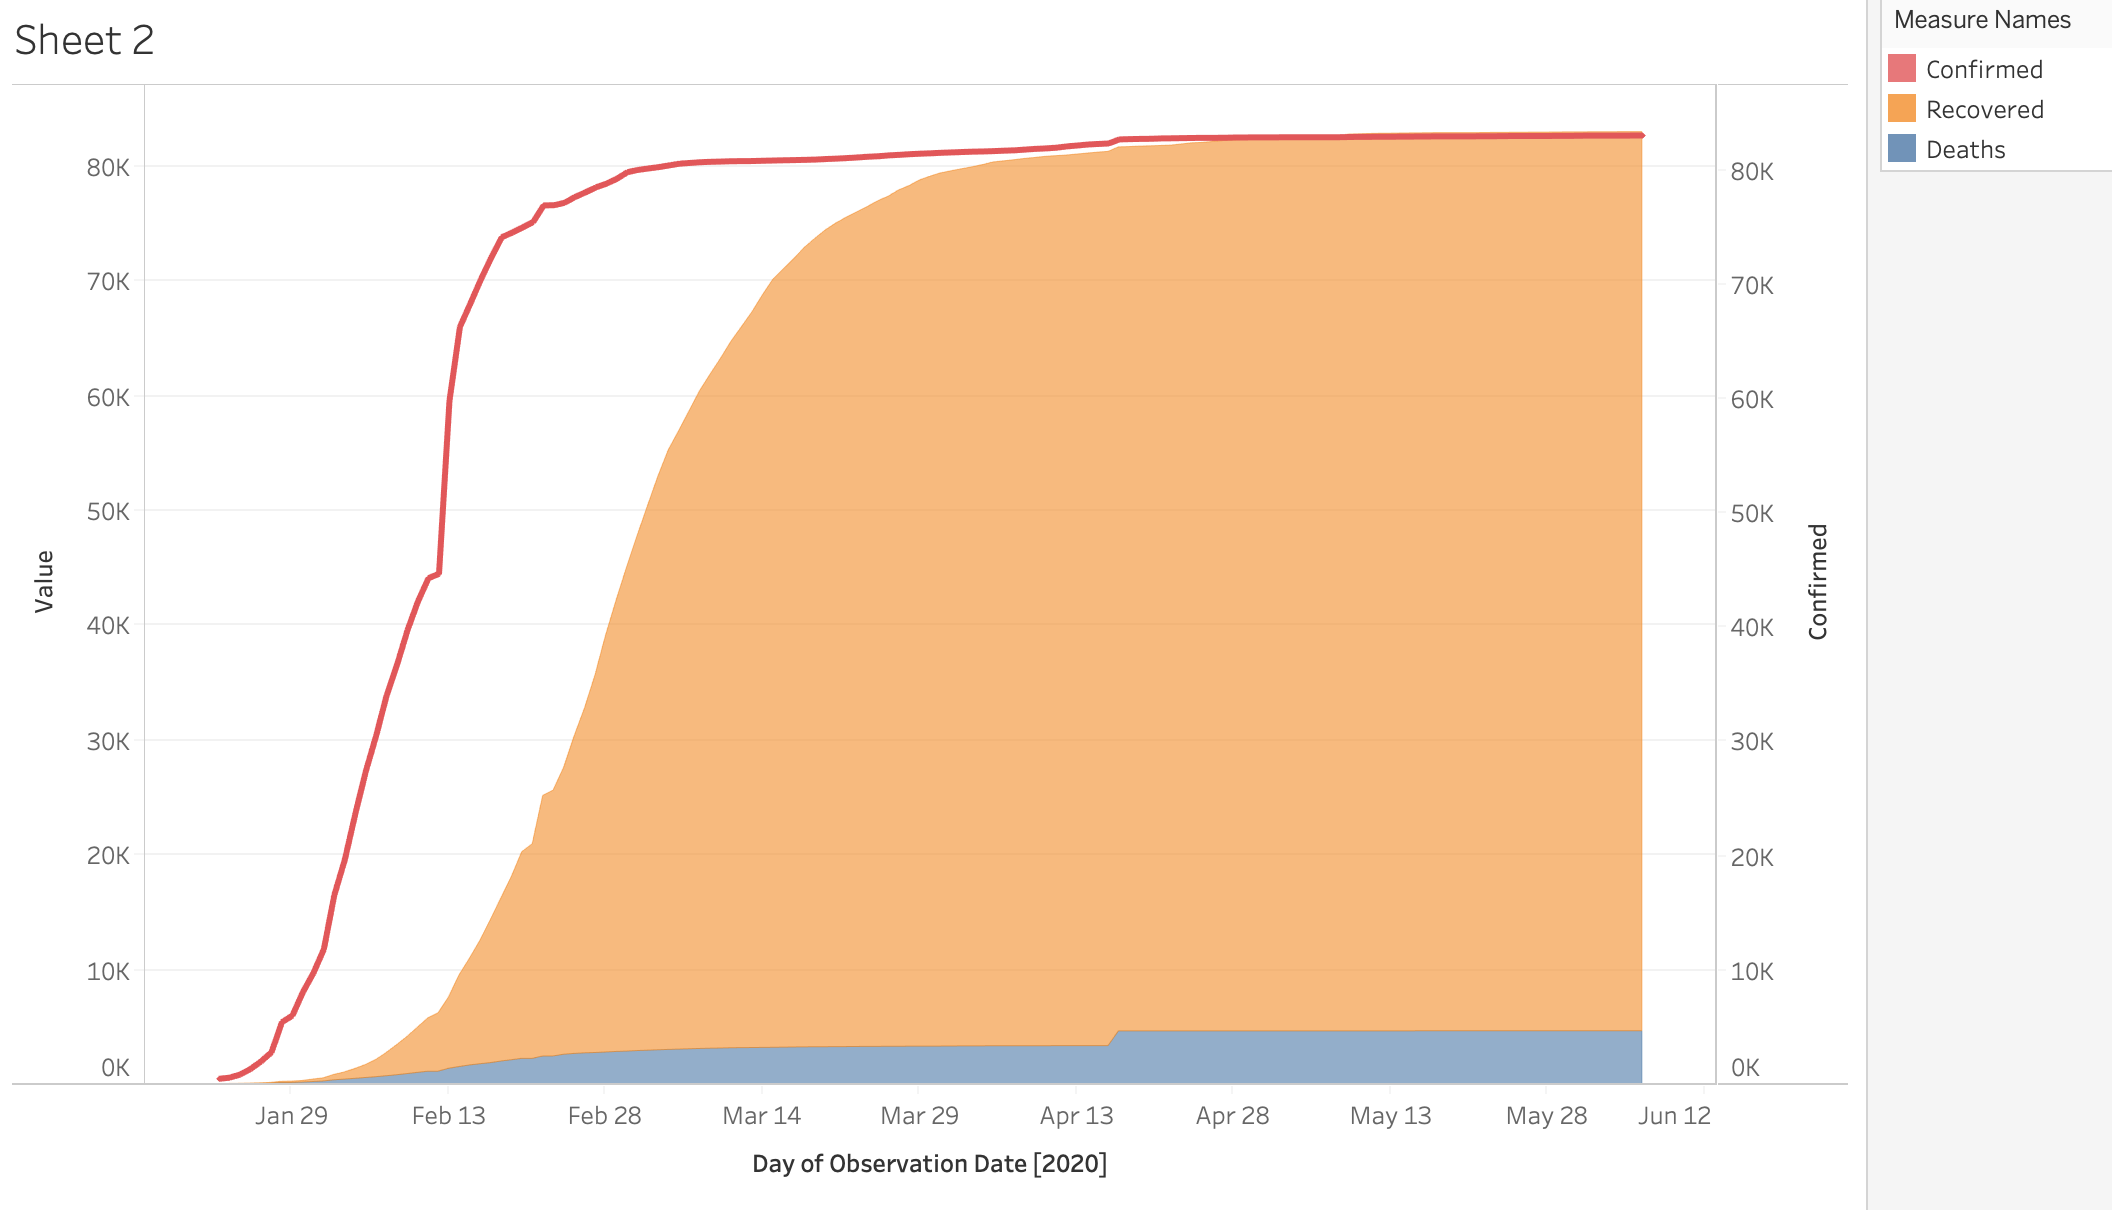 Sheet 2
Measure Names
Confirmed
Recovered
Deaths
80K
70K
60K
50K
40K
30K
20K
10K
0K
Value
80K
70K
60K
50K
40K
30K
20K
10K
0K
Confirmed
Jan 29 Feb 13 Feb 28 Mar 14 Mar 29 Apr 13 Apr 28 May 13 May 28 Jun 12
Day of Observation Date [2020]